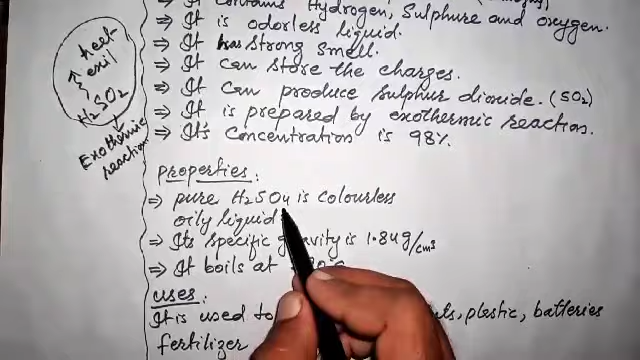 It contains Hydrogen, Sulphure and oxygen.
⇒ It is odorless liquid.
⇒ It has strong smell.
⇒ It can store the charges.
⇒ It can produce sulphur dioxide. (SO2)
⇒ It is prepared by exothermic reaction.
⇒ It's concentration is 98%.
heat
exit
H2SO2
Exothermic
reaction
properties:
⇒ pure H2SO4 is colourless
oily liquid
⇒ Its specific gravity is 1.84g/cm3
⇒ It boils at
uses:
It is used to plestic, batteries
fertilizer